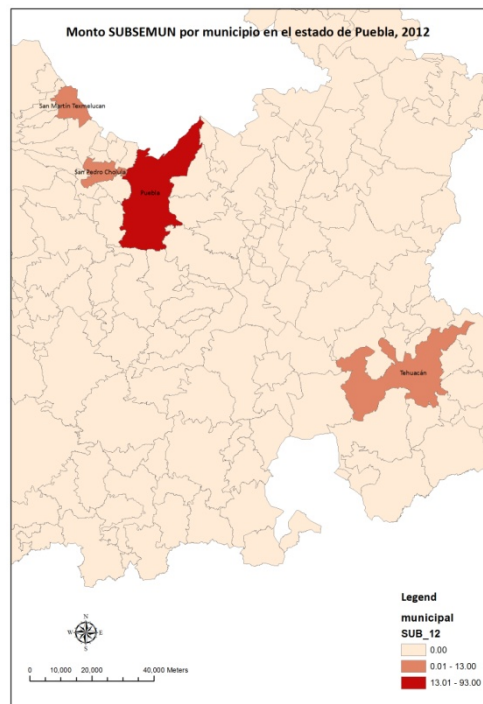 Monto SUBSEMUN por municipio en el estado de Puebla, 2012
San Martín Texmelucan
San Pedro Cholula
Puebla
Tehuacán
Legend
municipal
SUB_12
0.00
0.01 - 13.00
13.01 - 93.00
N
W E
S
0 10,000 20,000 40,000 Meters